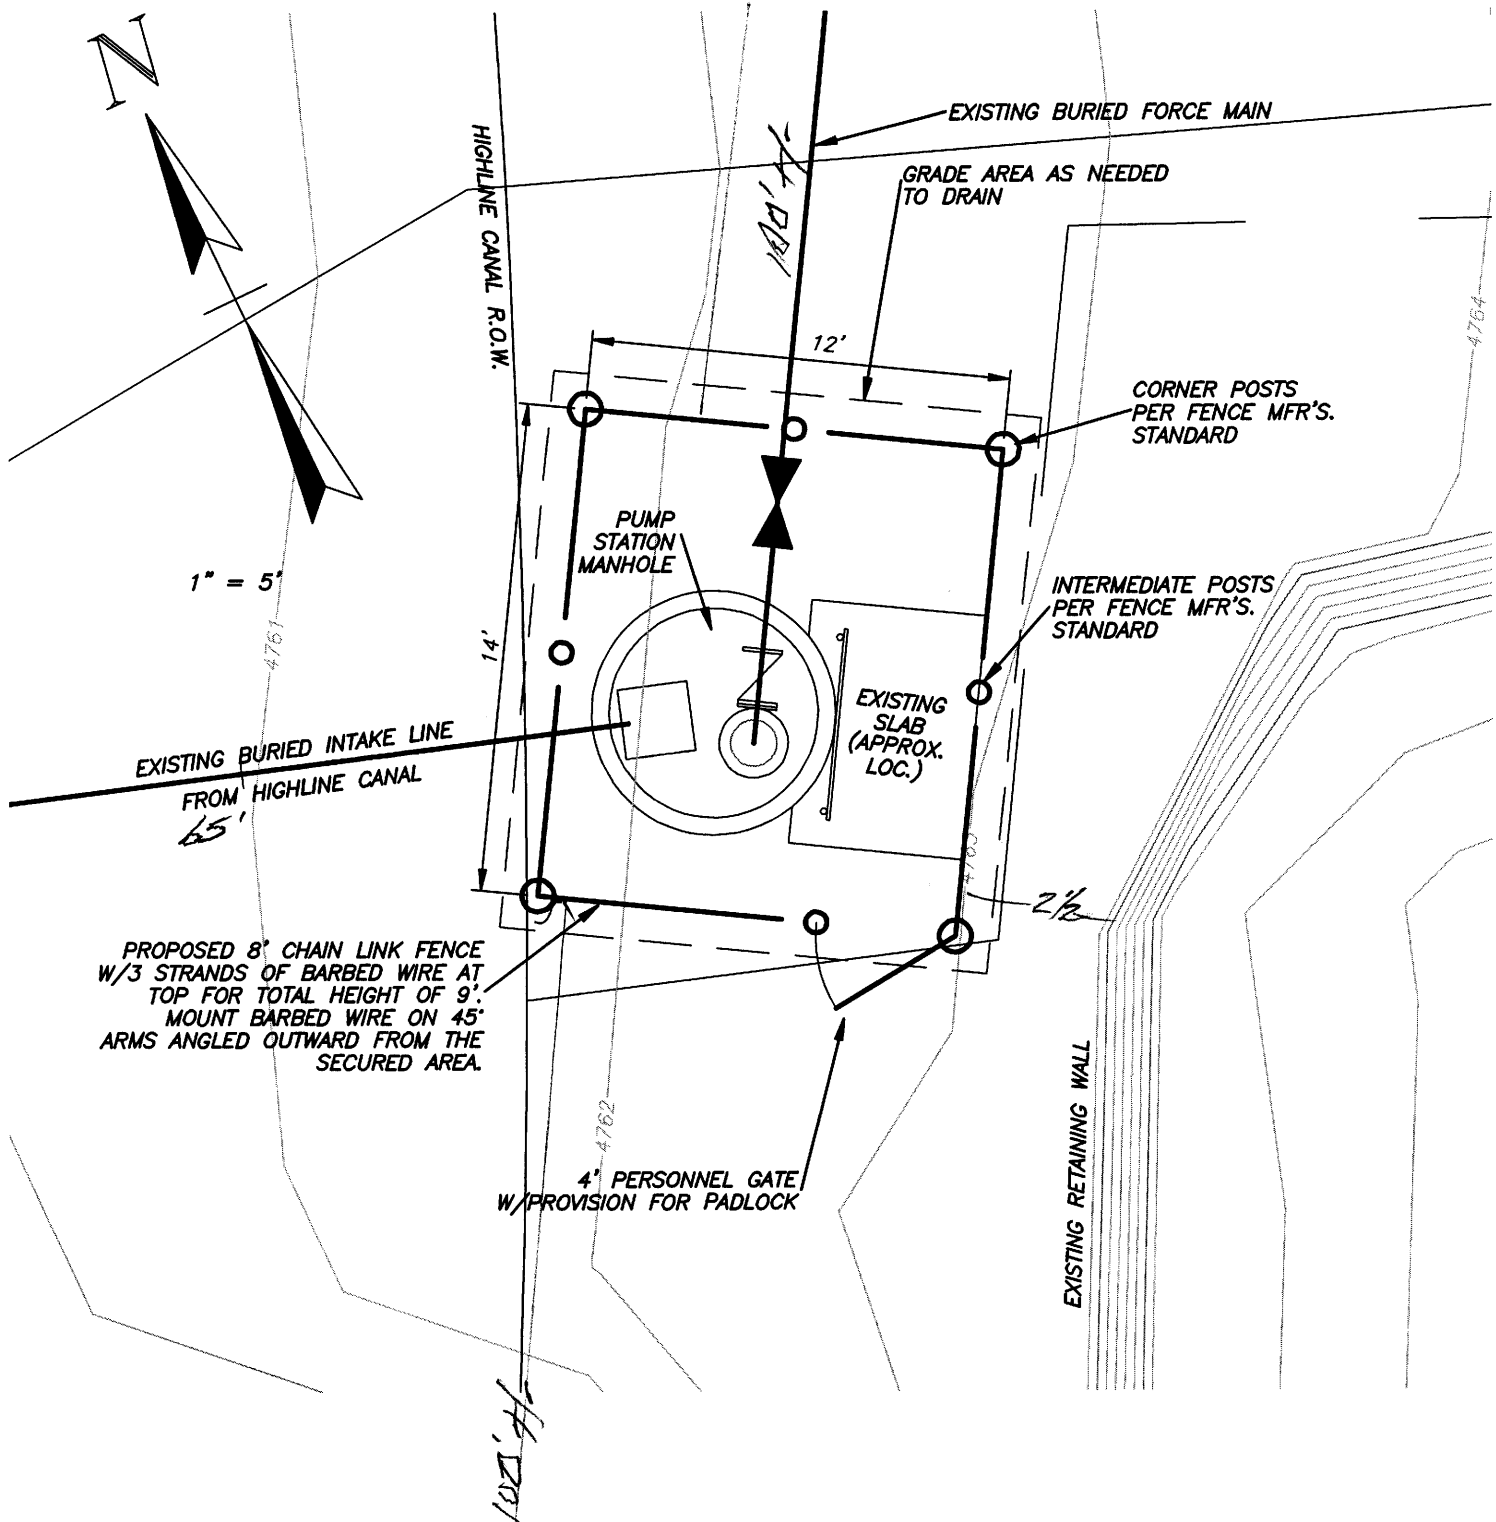 N
EXISTING BURIED FORCE MAIN
HIGHLINE CANAL R.O.W.
GRADE AREA AS NEEDED
TO DRAIN
4764
12'
CORNER POSTS
PER FENCE MFR'S.
STANDARD
PUMP
STATION
MANHOLE
1" = 5'
INTERMEDIATE POSTS
PER FENCE MFR'S.
STANDARD
4761
14'
EXISTING
SLAB
(APPROX.
LOC.)
EXISTING BURIED INTAKE LINE
FROM HIGHLINE CANAL
65'
4763
2½
PROPOSED 8' CHAIN LINK FENCE
W/3 STRANDS OF BARBED WIRE AT
TOP FOR TOTAL HEIGHT OF 9'.
MOUNT BARBED WIRE ON 45°
ARMS ANGLED OUTWARD FROM THE
SECURED AREA.
EXISTING RETAINING WALL
4762
4' PERSONNEL GATE
W/PROVISION FOR PADLOCK